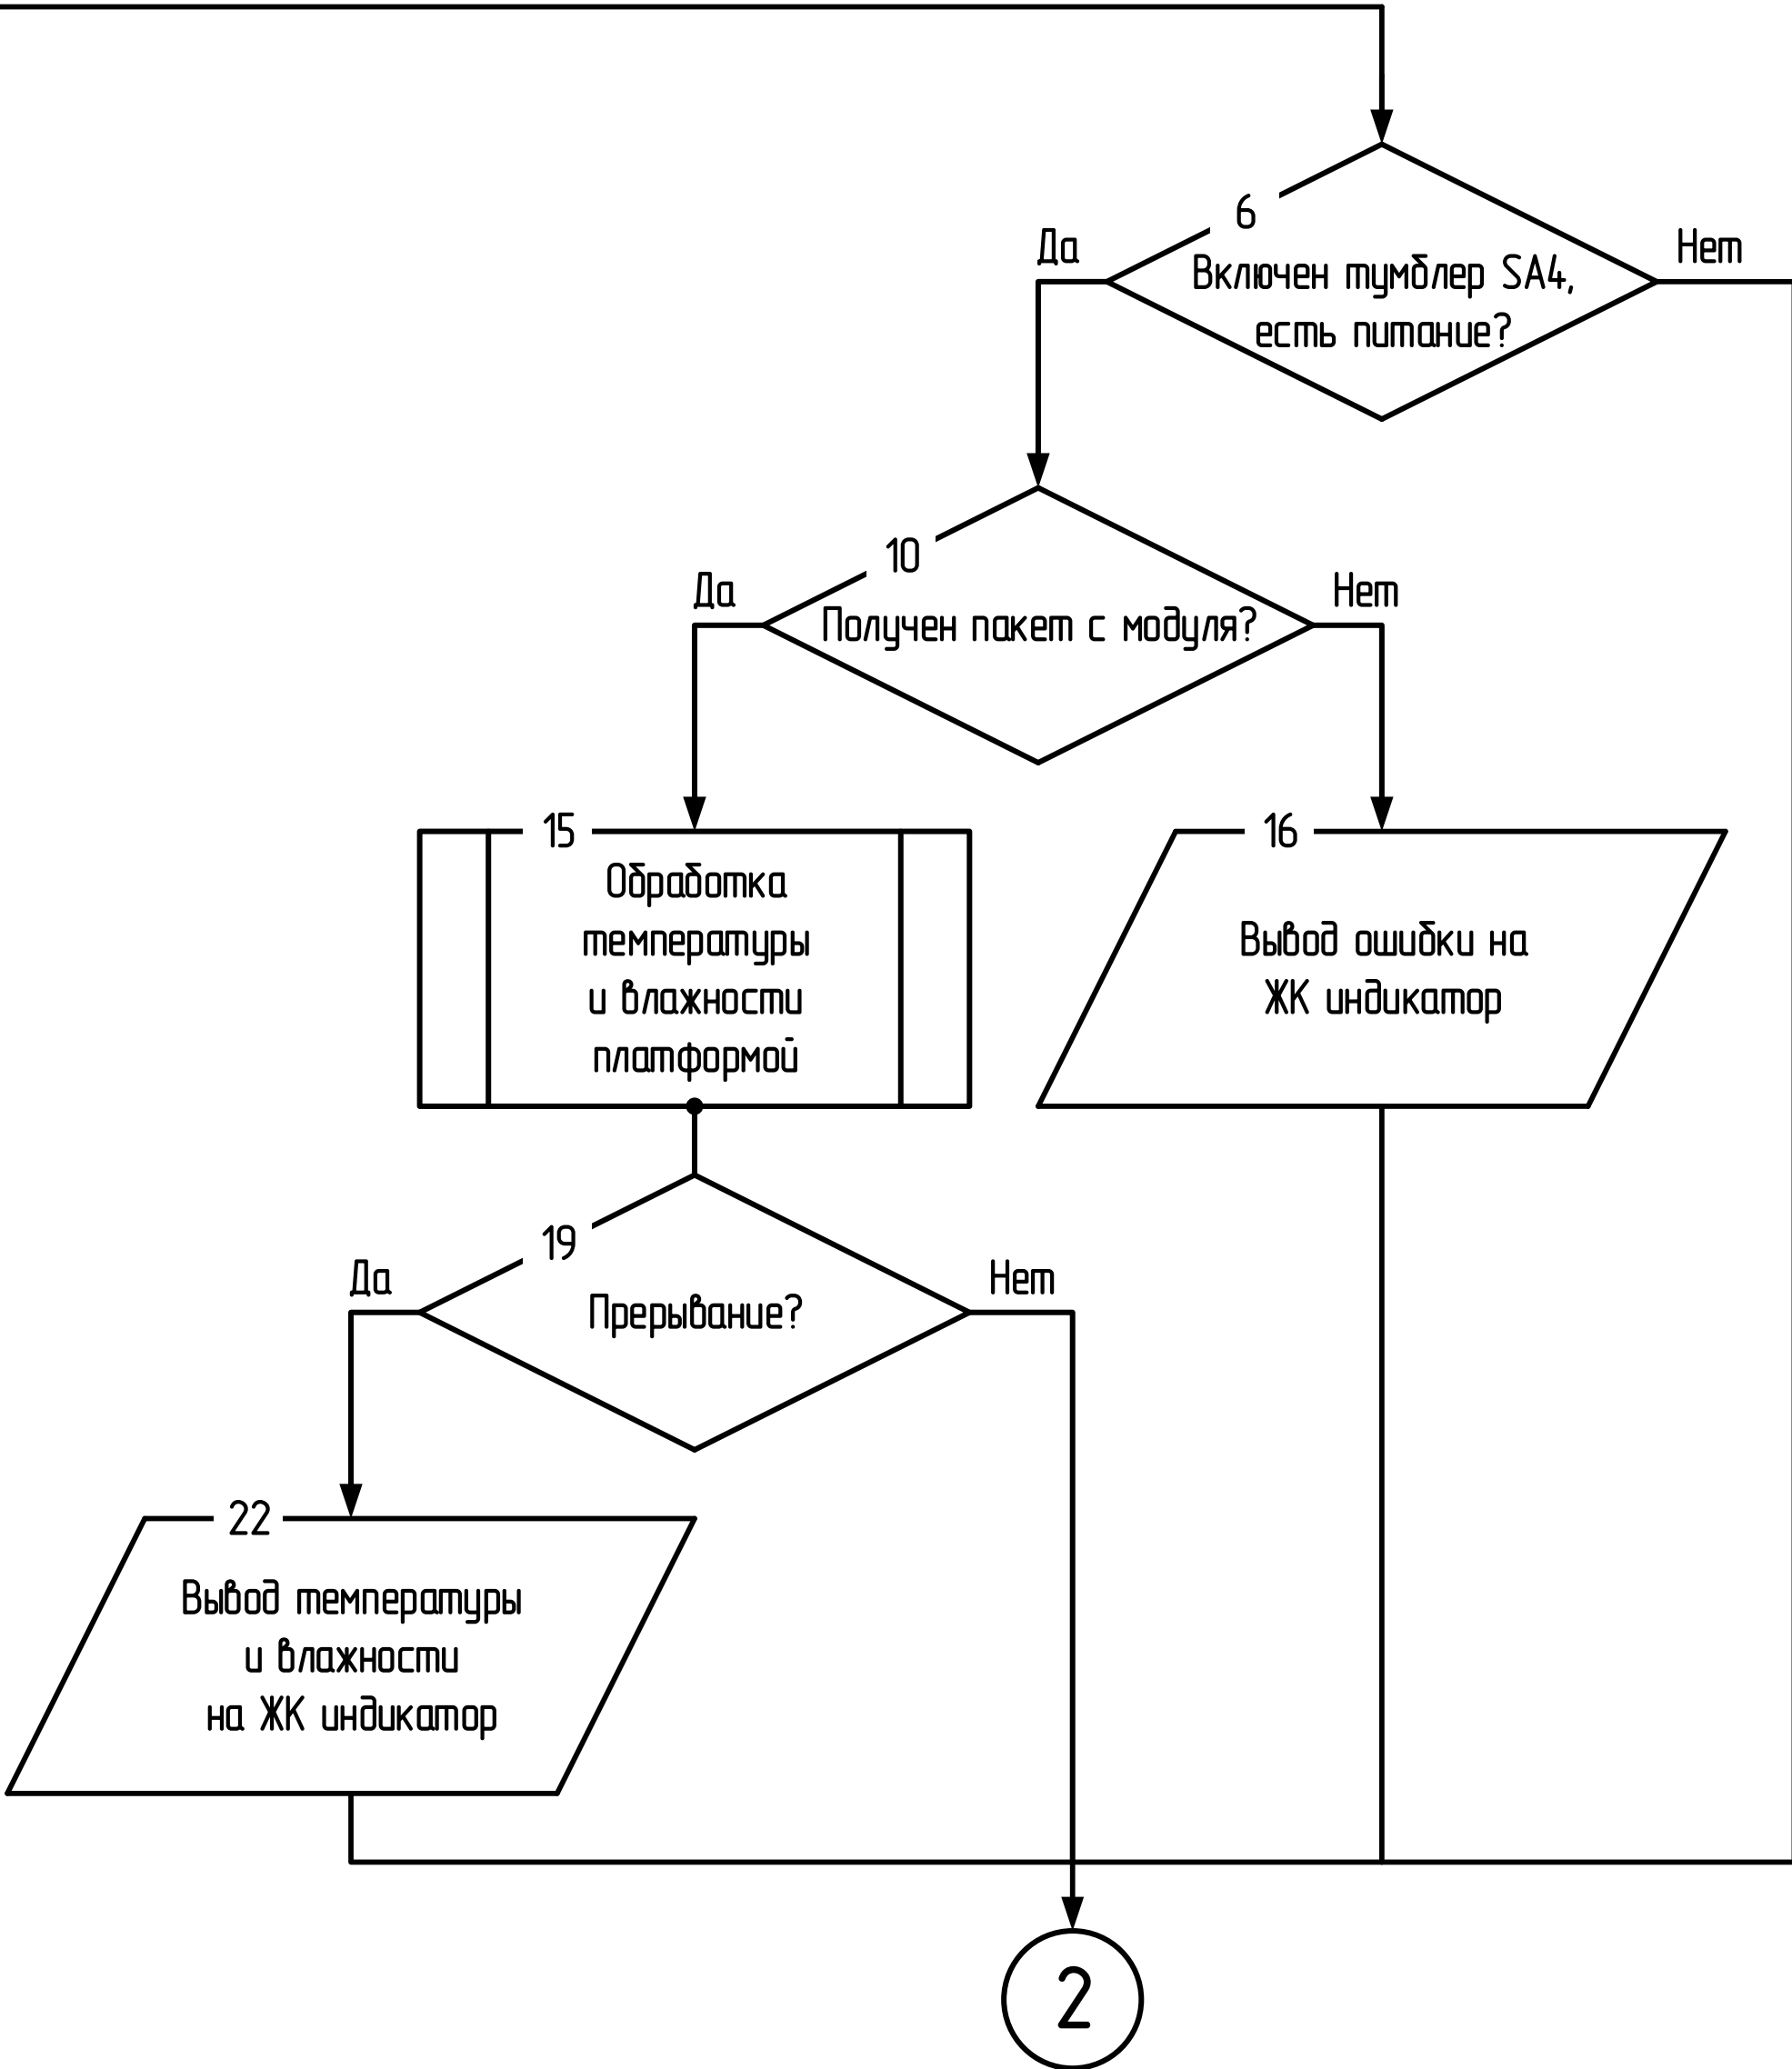 6
Да
Нет
Включен тумблер SA4,
есть питание?
10
Да
Нет
Получен пакет с модуля?
15
Обработка
температуры
и влажности
платформой
16
Вывод ошибки на
ЖК индикатор
19
Да
Нет
Прерывание?
22
Вывод температуры
и влажности
на ЖК индикатор
2